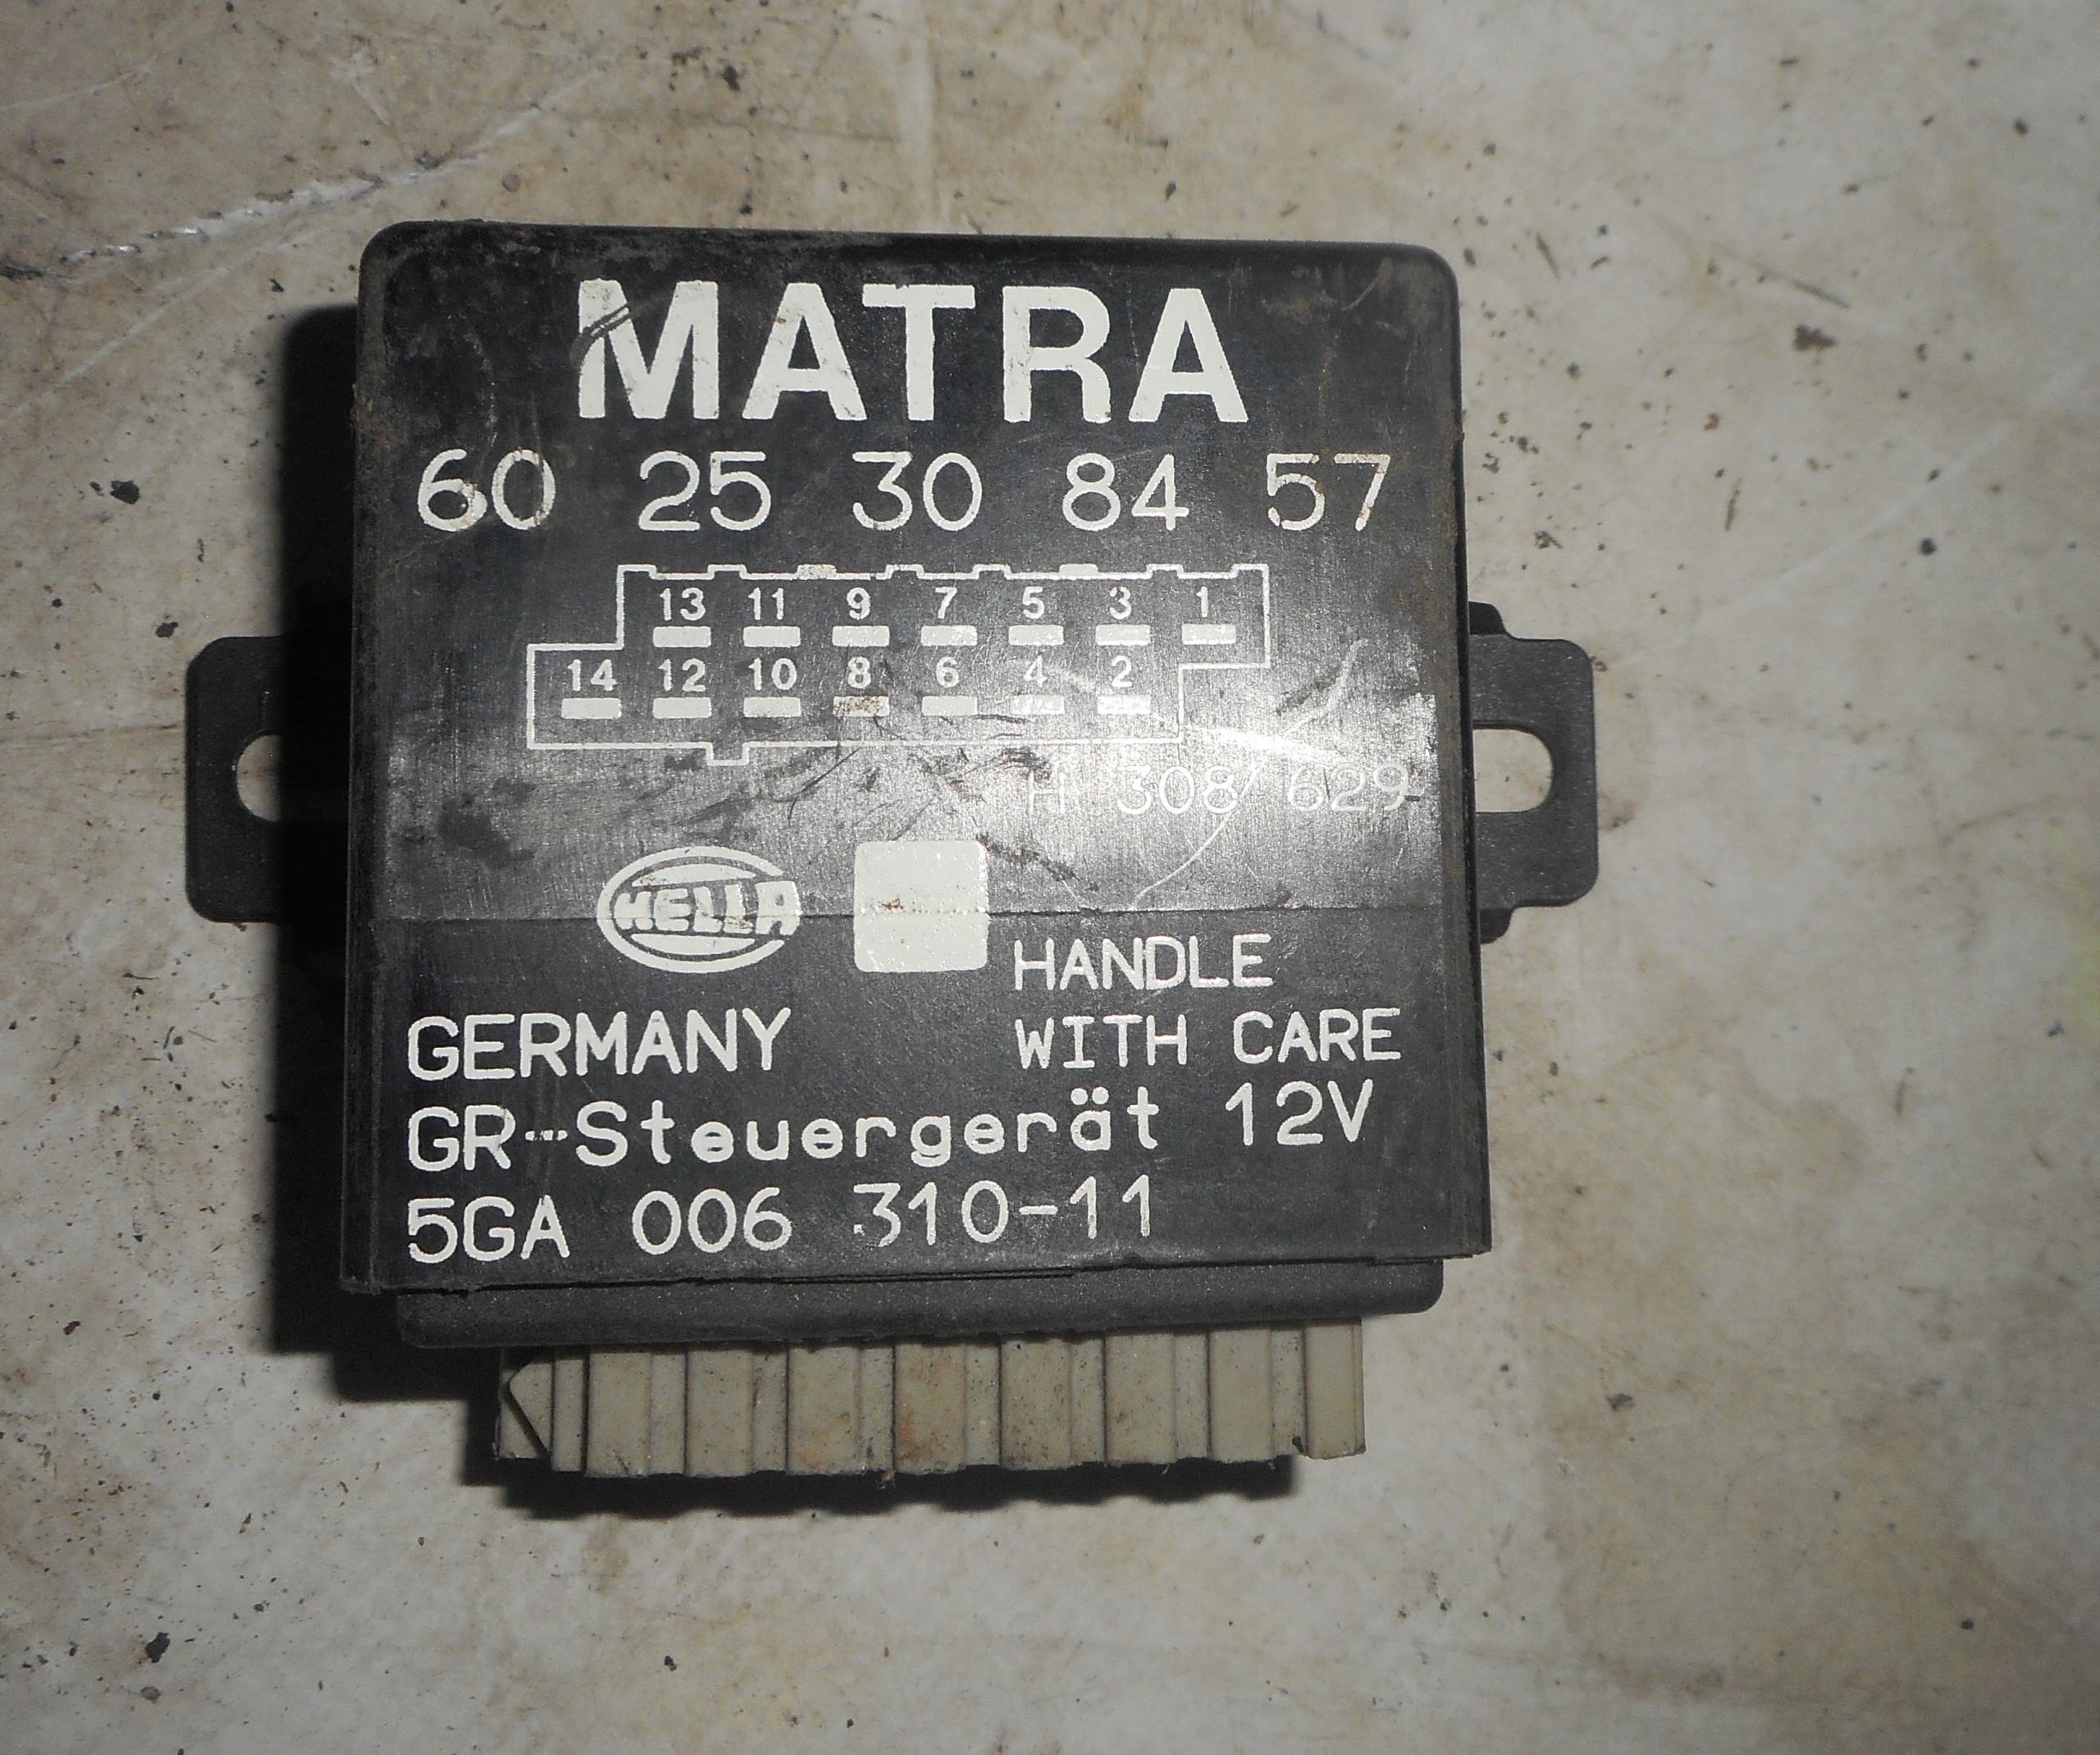 MATRA
60 25 30 84 57
13 11 9 7 5 3 1
14 12 10 8 6 4 2
H 308 629
HELLA
HANDLE
WITH CARE
GERMANY
GR-Steuergerät 12V
5GA 006 310-11